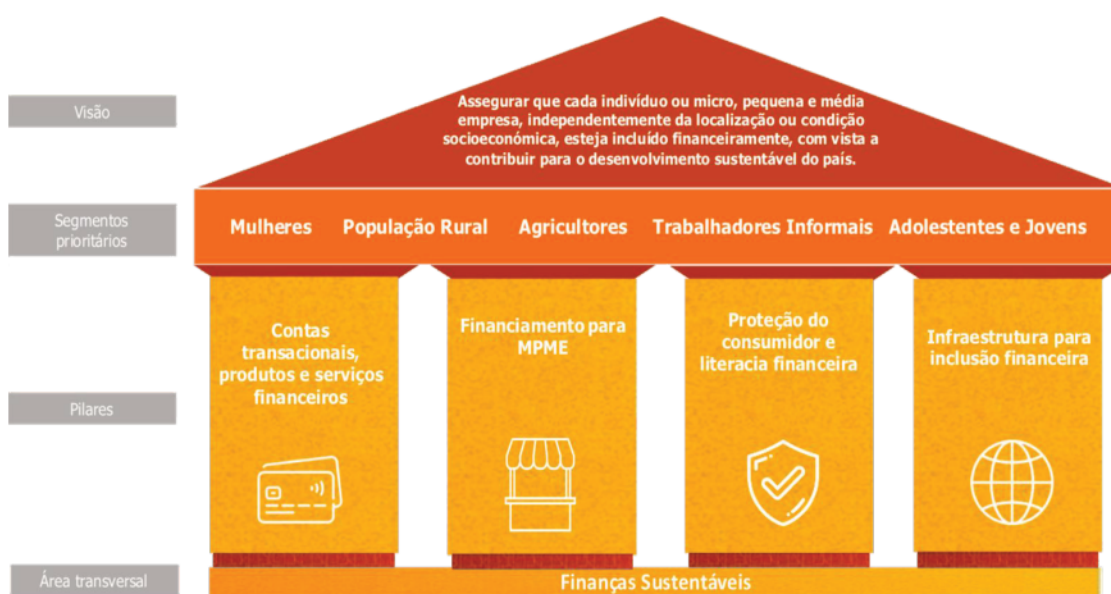 Visão
Assegurar que cada indivíduo ou micro, pequena e média
empresa, independentemente da localização ou condição
socioeconómica, esteja incluído financeiramente, com vista a
contribuir para o desenvolvimento sustentável do país.
Segmentos
prioritários
Mulheres População Rural Agricultores Trabalhadores Informais Adolestentes e Jovens
Pilares
Contas
transacionais,
produtos e serviços
financeiros
Financiamento para
MPME
Proteção do
consumidor e
literacia financeira
Infraestrutura para
inclusão financeira
Área transversal
Finanças Sustentáveis